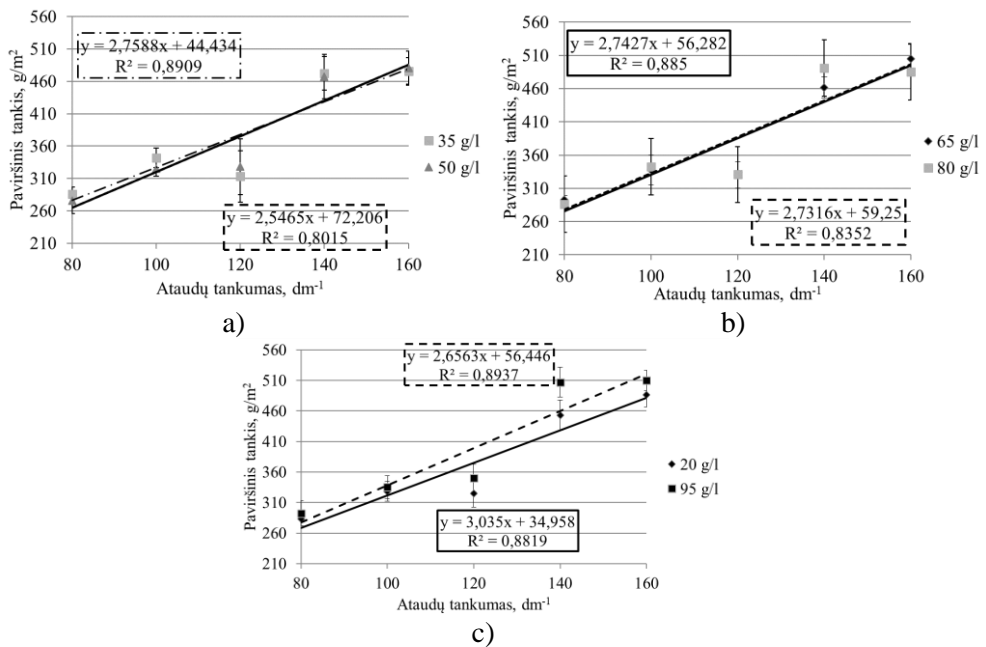 Paviršinis tankis, g/m²
560
510
460
410
360
310
260
210
80
100
120
140
160
Ataudų tankumas, dm-1
y = 2,7588x + 44,434
R² = 0,8909
y = 2,5465x + 72,206
R² = 0,8015
35 g/l
50 g/l
a)
Paviršinis tankis, g/m²
560
510
460
410
360
310
260
210
80
100
120
140
160
Ataudų tankumas, dm-1
y = 2,7427x + 56,282
R² = 0,885
y = 2,7316x + 59,25
R² = 0,8352
65 g/l
80 g/l
b)
Paviršinis tankis, g/m²
560
510
460
410
360
310
260
210
80
100
120
140
160
Ataudų tankumas, dm-1
y = 2,6563x + 56,446
R² = 0,8937
y = 3,035x + 34,958
R² = 0,8819
20 g/l
95 g/l
c)